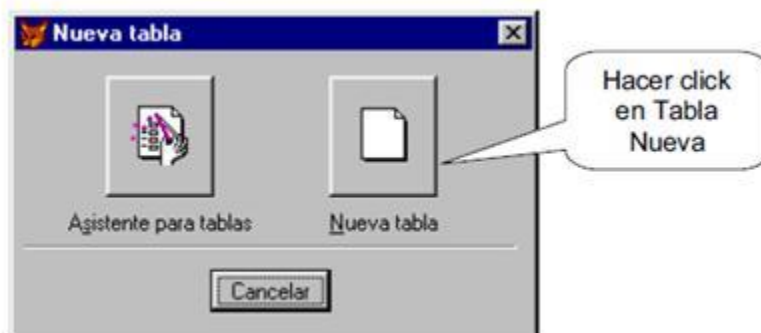 Nueva tabla
Hacer click
en Tabla
Nueva
Asistente para tablas
Nueva tabla
Cancelar